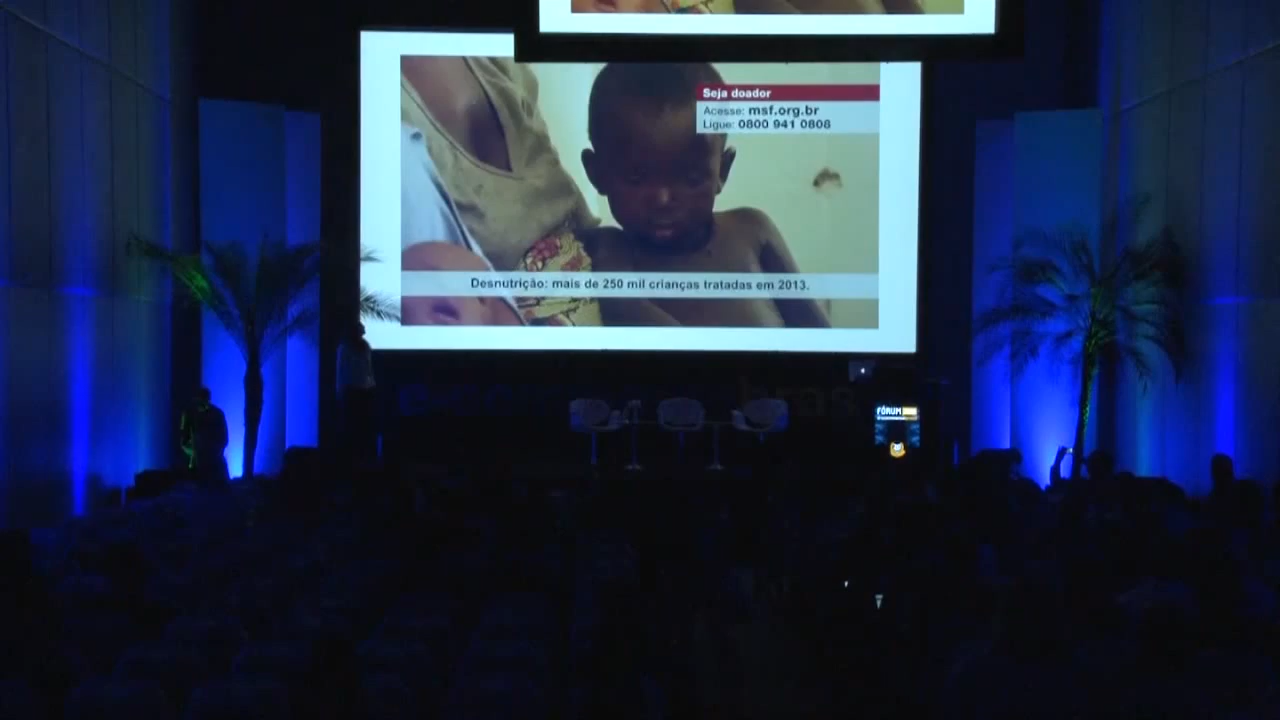 Seja doador
Acesse: msf.org.br
Ligue: 0800 941 0808
Desnutrição: mais de 250 mil crianças tratadas em 2013.
FÓRUM